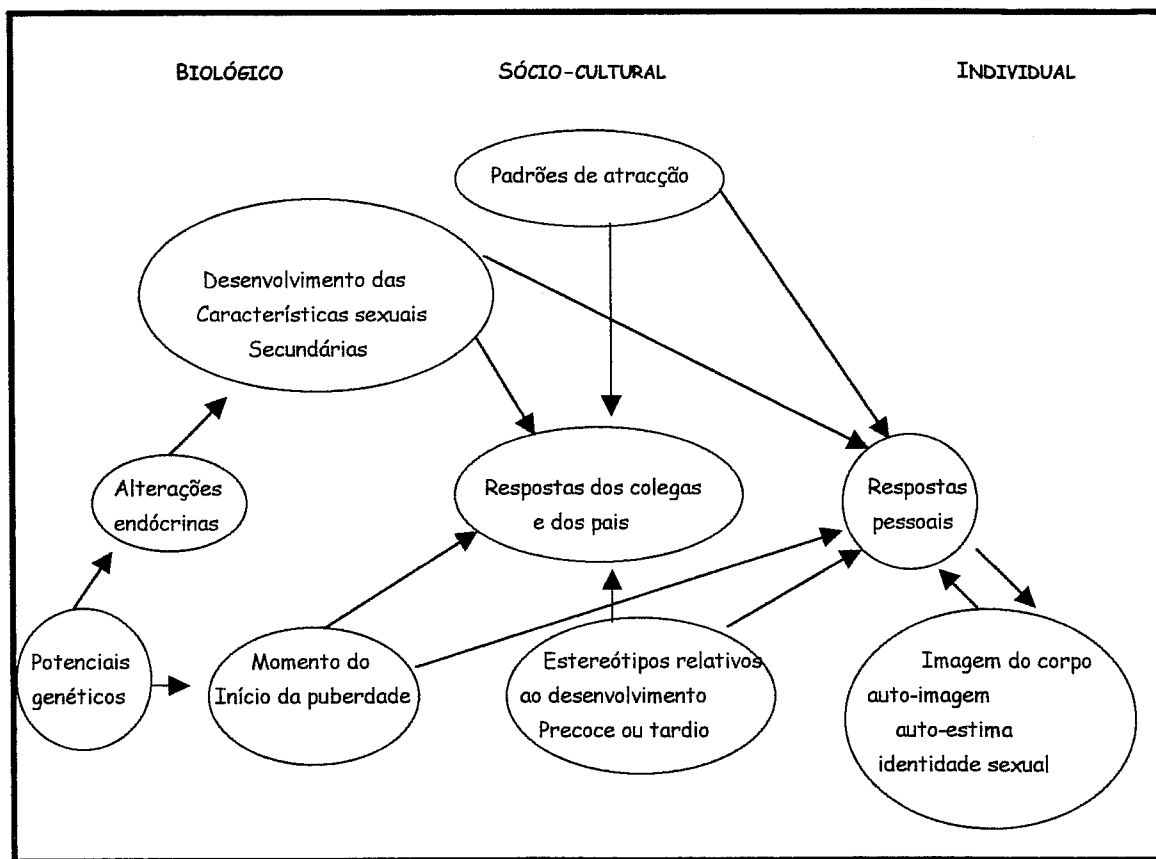 BIOLÓGICO
SÓCIO-CULTURAL
INDIVIDUAL
Padrões de atracção
Desenvolvimento das
Características sexuais
Secundárias
Alterações
endócrinas
Respostas dos colegas
e dos pais
Respostas
pessoais
Potenciais
genéticos
Momento do
Início da puberdade
Estereótipos relativos
ao desenvolvimento
Precoce ou tardio
Imagem do corpo
auto-imagem
auto-estima
identidade sexual